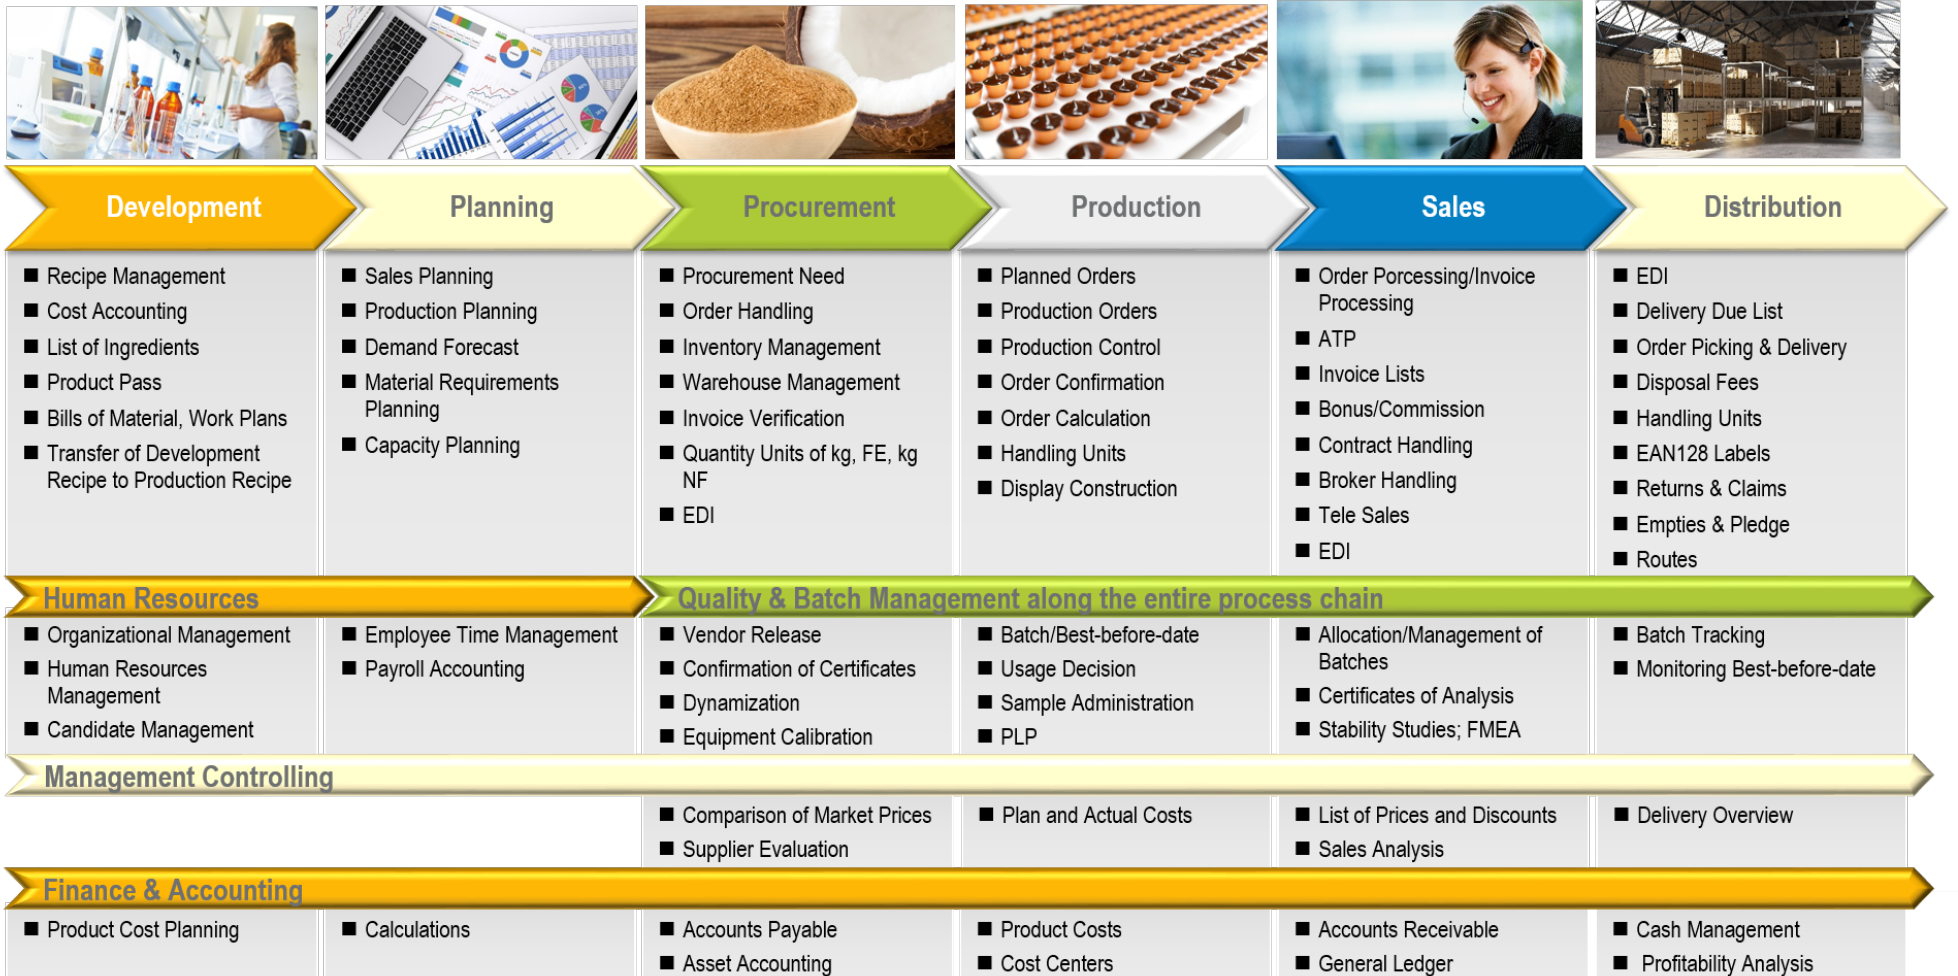 Development
Planning
Procurement
Production
Sales
Distribution
Recipe Management
Cost Accounting
List of Ingredients
Product Pass
Bills of Material, Work Plans
Transfer of Development
Recipe to Production Recipe
Sales Planning
Production Planning
Demand Forecast
Material Requirements
Planning
Capacity Planning
Procurement Need
Order Handling
Inventory Management
Warehouse Management
Invoice Verification
Quantity Units of kg, FE, kg
NF
EDI
Planned Orders
Production Orders
Production Control
Order Confirmation
Order Calculation
Handling Units
Display Construction
Order Porcessing/Invoice
Processing
ATP
Invoice Lists
Bonus/Commission
Contract Handling
Broker Handling
Tele Sales
EDI
EDI
Delivery Due List
Order Picking & Delivery
Disposal Fees
Handling Units
EAN128 Labels
Returns & Claims
Empties & Pledge
Routes
Human Resources
Quality & Batch Management along the entire process chain
Organizational Management
Human Resources
Management
Candidate Management
Employee Time Management
Payroll Accounting
Vendor Release
Confirmation of Certificates
Dynamization
Equipment Calibration
Batch/Best-before-date
Usage Decision
Sample Administration
PLP
Allocation/Management of
Batches
Certificates of Analysis
Stability Studies; FMEA
Batch Tracking
Monitoring Best-before-date
Management Controlling
Comparison of Market Prices
Supplier Evaluation
Plan and Actual Costs
List of Prices and Discounts
Sales Analysis
Delivery Overview
Finance & Accounting
Product Cost Planning
Calculations
Accounts Payable
Asset Accounting
Product Costs
Cost Centers
Accounts Receivable
General Ledger
Cash Management
Profitability Analysis